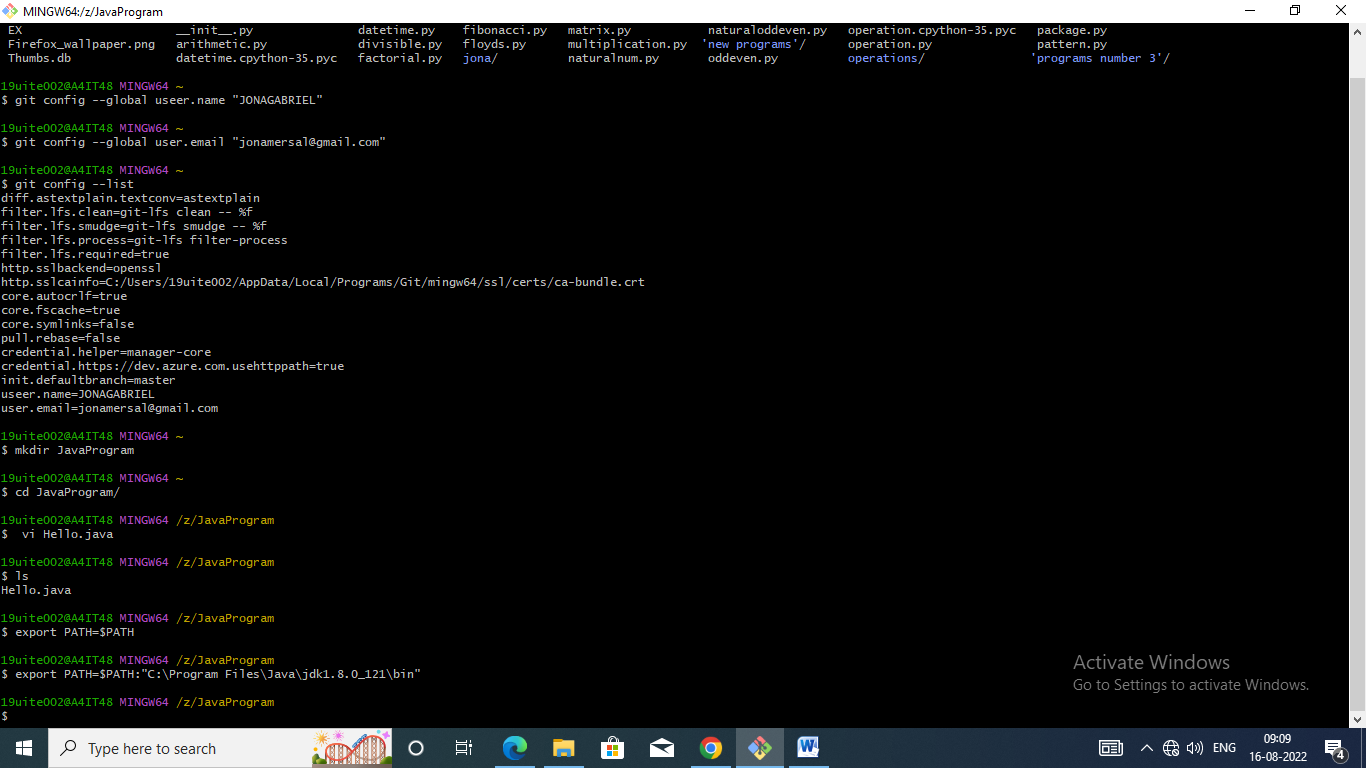 MINGW64:/z/JavaProgram
EX __init__.py datetime.py fibonacci.py matrix.py naturaloddeven.py operation.cpython-35.pyc package.py
Firefox_wallpaper.png arithmetic.py divisible.py floyds.py multiplication.py 'new programs'/ operation.py pattern.py
Thumbs.db datetime.cpython-35.pyc factorial.py jona/ naturalnum.py oddeven.py operations/ 'programs number 3'/
19uite002@A4IT48 MINGW64 ~
$ git config --global useer.name "JONAGABRIEL"
19uite002@A4IT48 MINGW64 ~
$ git config --global user.email "jonamersal@gmail.com"
19uite002@A4IT48 MINGW64 ~
$ git config --list
diff.astextplain.textconv=astextplain
filter.lfs.clean=git-lfs clean -- %f
filter.lfs.smudge=git-lfs smudge -- %f
filter.lfs.process=git-lfs filter-process
filter.lfs.required=true
http.sslbackend=openssl
http.sslcainfo=C:/Users/19uite002/AppData/Local/Programs/Git/mingw64/ssl/certs/ca-bundle.crt
core.autocrlf=true
core.fscache=true
core.symlinks=false
pull.rebase=false
credential.helper=manager-core
credential.https://dev.azure.com.usehttppath=true
init.defaultbranch=master
useer.name=JONAGABRIEL
user.email=jonamersal@gmail.com
19uite002@A4IT48 MINGW64 ~
$ mkdir JavaProgram
19uite002@A4IT48 MINGW64 ~
$ cd JavaProgram/
19uite002@A4IT48 MINGW64 /z/JavaProgram
$  vi Hello.java
19uite002@A4IT48 MINGW64 /z/JavaProgram
$ ls
Hello.java
19uite002@A4IT48 MINGW64 /z/JavaProgram
$ export PATH=$PATH
19uite002@A4IT48 MINGW64 /z/JavaProgram
$ export PATH=$PATH:"C:\Program Files\Java\jdk1.8.0_121\bin"
19uite002@A4IT48 MINGW64 /z/JavaProgram
$
Activate Windows
Go to Settings to activate Windows.
Type here to search
ENG
09:09
16-08-2022
4